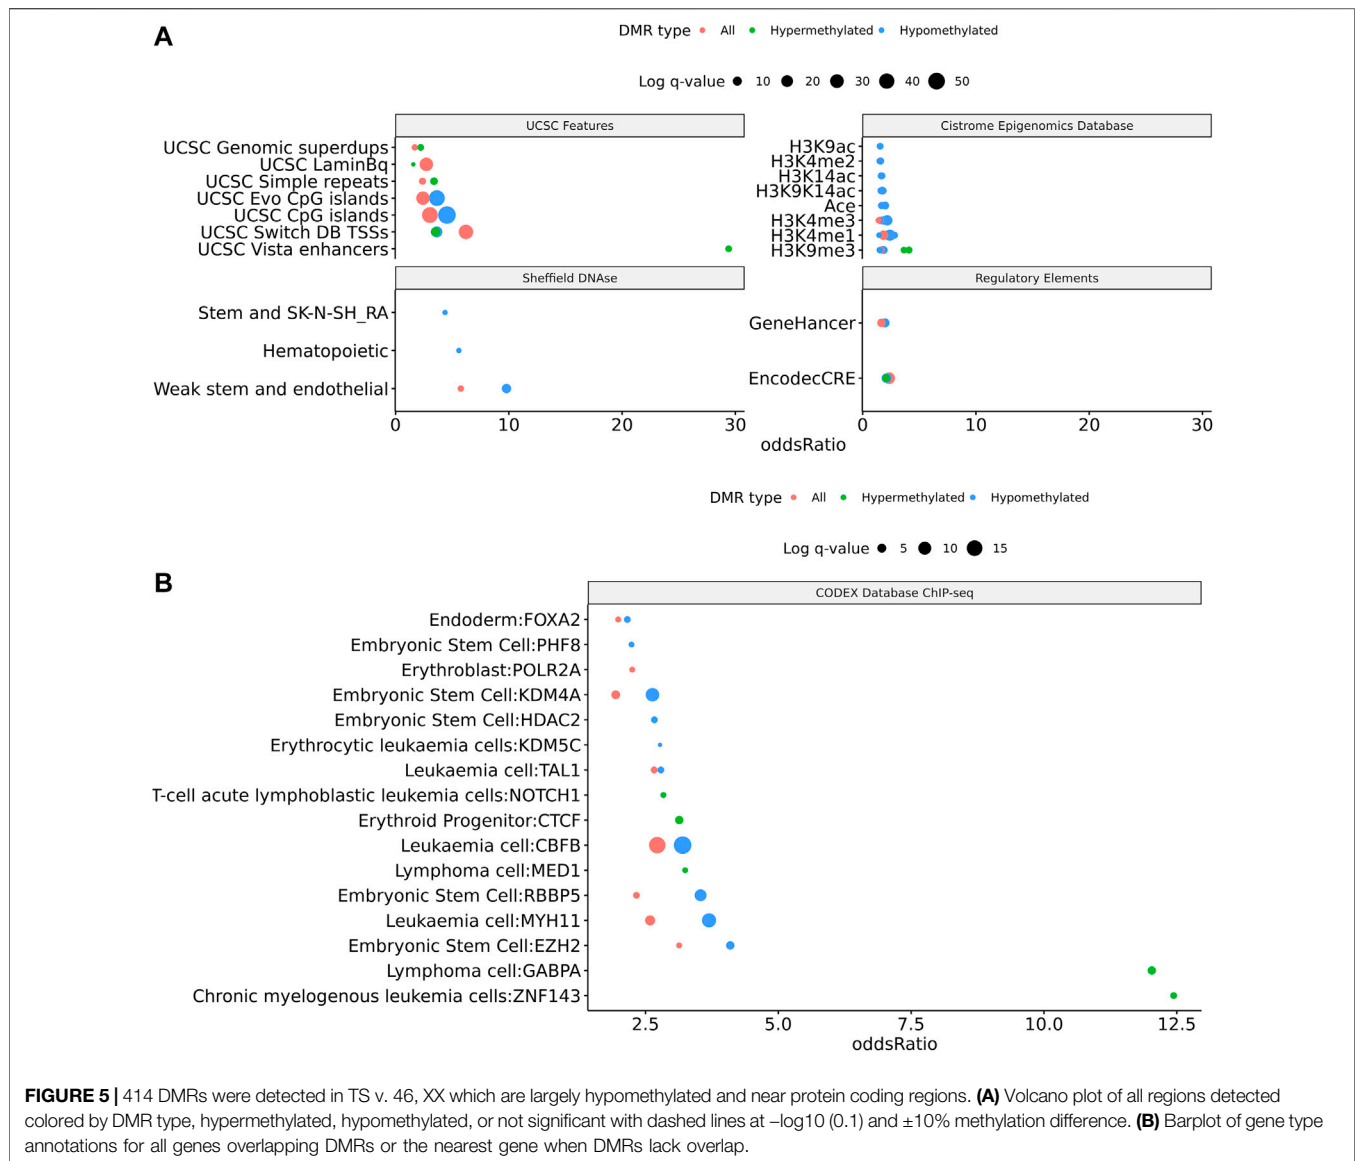 A
DMR type All Hypermethylated Hypomethylated
Log q-value 10 20 30 40 50
UCSC Features
UCSC Genomic superdups
UCSC LaminBq
UCSC Simple repeats
UCSC Evo CpG islands
UCSC CpG islands
UCSC Switch DB TSSs
UCSC Vista enhancers
Cistrome Epigenomics Database
H3K9ac
H3K4me2
H3K14ac
H3K9K14ac
Ace
H3K4me3
H3K4me1
H3K9me3
Sheffield DNAse
Stem and SK-N-SH_RA
Hematopoietic
Weak stem and endothelial
0 10 20 30
Regulatory Elements
GeneHancer
EncodecCRE
0 10 20 30
oddsRatio
DMR type All Hypermethylated Hypomethylated
Log q-value 5 10 15
B
CODEX Database ChIP-seq
Endoderm:FOXA2
Embryonic Stem Cell:PHF8
Erythroblast:POLR2A
Embryonic Stem Cell:KDM4A
Embryonic Stem Cell:HDAC2
Erythrocytic leukaemia cells:KDM5C
Leukaemia cell:TAL1
T-cell acute lymphoblastic leukemia cells:NOTCH1
Erythroid Progenitor:CTCF
Leukaemia cell:CBFB
Lymphoma cell:MED1
Embryonic Stem Cell:RBBP5
Leukaemia cell:MYH11
Embryonic Stem Cell:EZH2
Lymphoma cell:GABPA
Chronic myelogenous leukemia cells:ZNF143
2.5 5.0 7.5 10.0 12.5
oddsRatio
FIGURE 5 | 414 DMRs were detected in TS v. 46, XX which are largely hypomethylated and near protein coding regions. (A) Volcano plot of all regions detected
colored by DMR type, hypermethylated, hypomethylated, or not significant with dashed lines at −log10 (0.1) and ±10% methylation difference. (B) Barplot of gene type
annotations for all genes overlapping DMRs or the nearest gene when DMRs lack overlap.